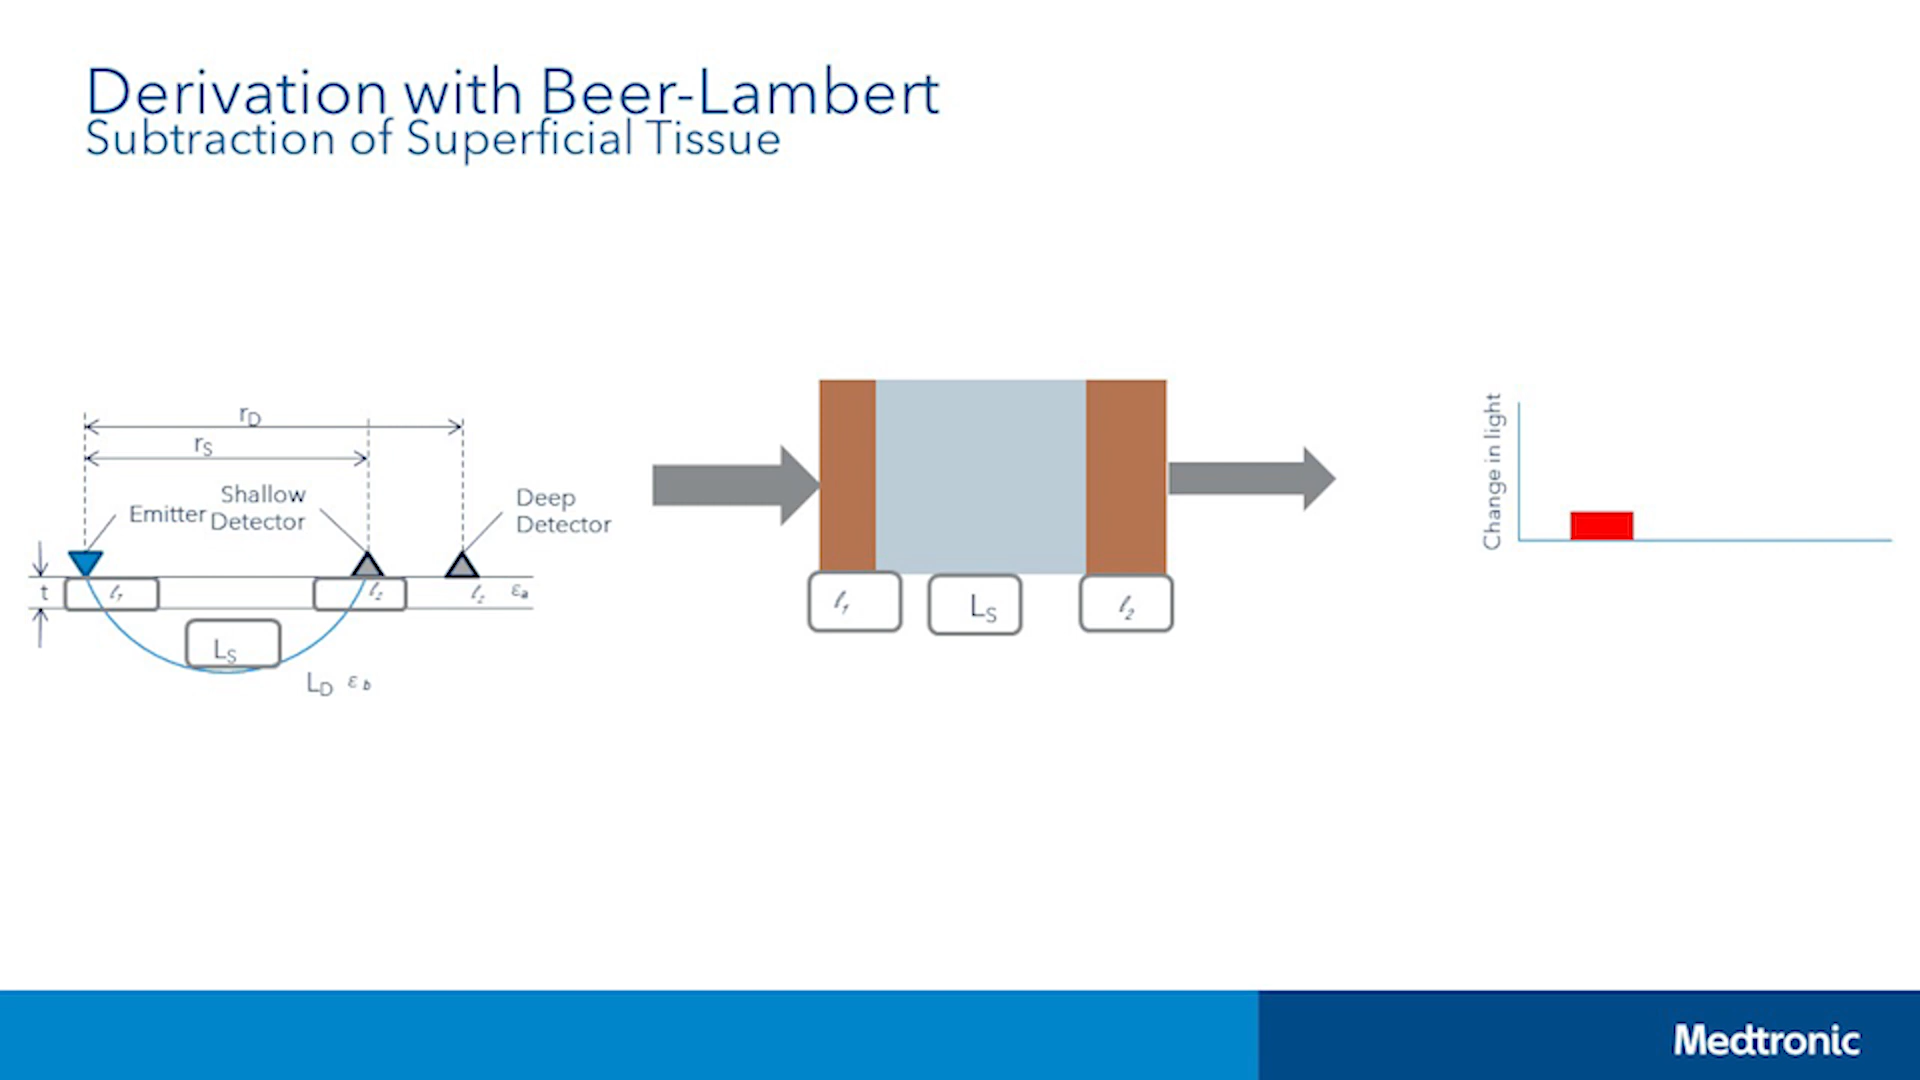 Derivation with Beer-Lambert
Subtraction of Superficial Tissue
rD
rS
Emitter
Shallow
Detector
Deep
Detector
t
l1
l2
l2
εa
LS
LD εb
l1
LS
l2
Change in light
Medtronic